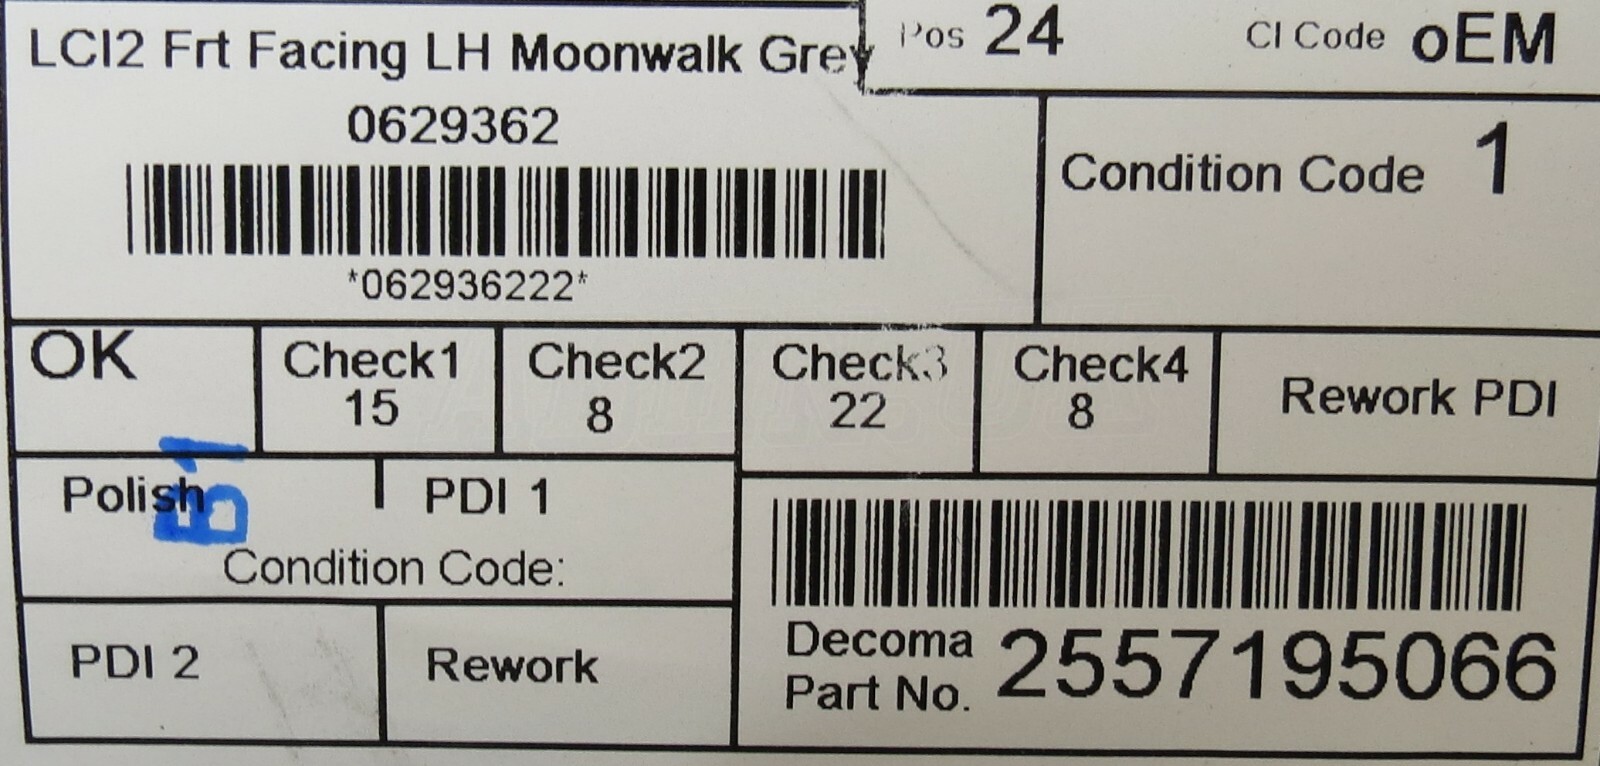 LCI2 Frt Facing LH Moonwalk Grey
Pos 24
CI Code oEM
0629362
*062936222*
Condition Code 1
OK
Check1
15
Check2
8
Check3
22
Check4
8
Rework PDI
Polish
B1
PDI 1
Condition Code:
PDI 2
Rework
Decoma
Part No. 2557195066